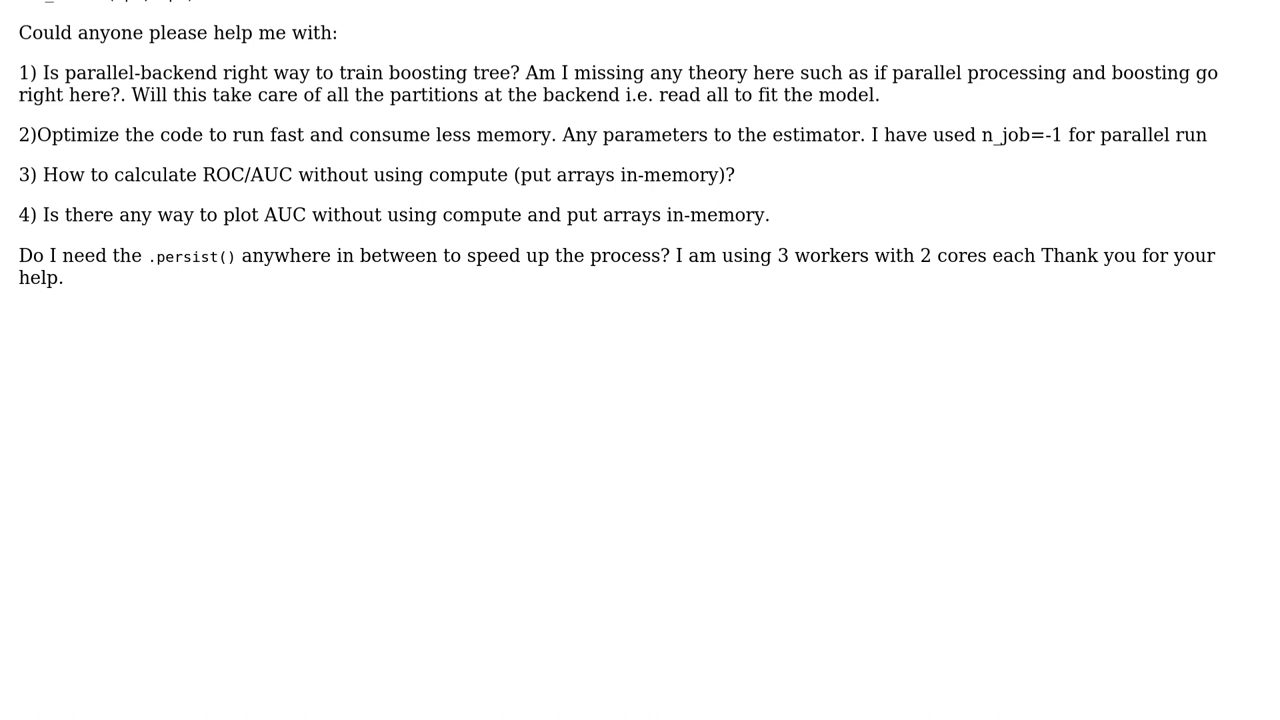 Could anyone please help me with:
1) Is parallel-backend right way to train boosting tree? Am I missing any theory here such as if parallel processing and boosting go
right here?. Will this take care of all the partitions at the backend i.e. read all to fit the model.
2)Optimize the code to run fast and consume less memory. Any parameters to the estimator. I have used n_job=-1 for parallel run
3) How to calculate ROC/AUC without using compute (put arrays in-memory)?
4) Is there any way to plot AUC without using compute and put arrays in-memory.
Do I need the .persist() anywhere in between to speed up the process? I am using 3 workers with 2 cores each Thank you for your
help.